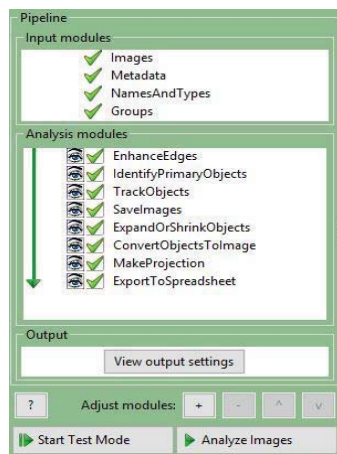 Pipeline
Input modules
Images
Metadata
NamesAndTypes
Groups
Analysis modules
EnhanceEdges
IdentifyPrimaryObjects
TrackObjects
SaveImages
ExpandOrShrinkObjects
ConvertObjectsToImage
MakeProjection
ExportToSpreadsheet
Output
View output settings
? Adjust modules: + - ^ v
Start Test Mode Analyze Images